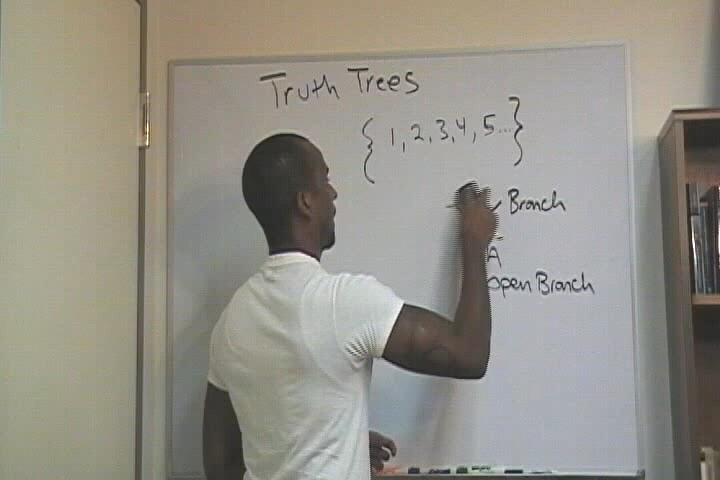 Truth Trees
{1, 2, 3, 4, 5...}
Branch
A
open Branch